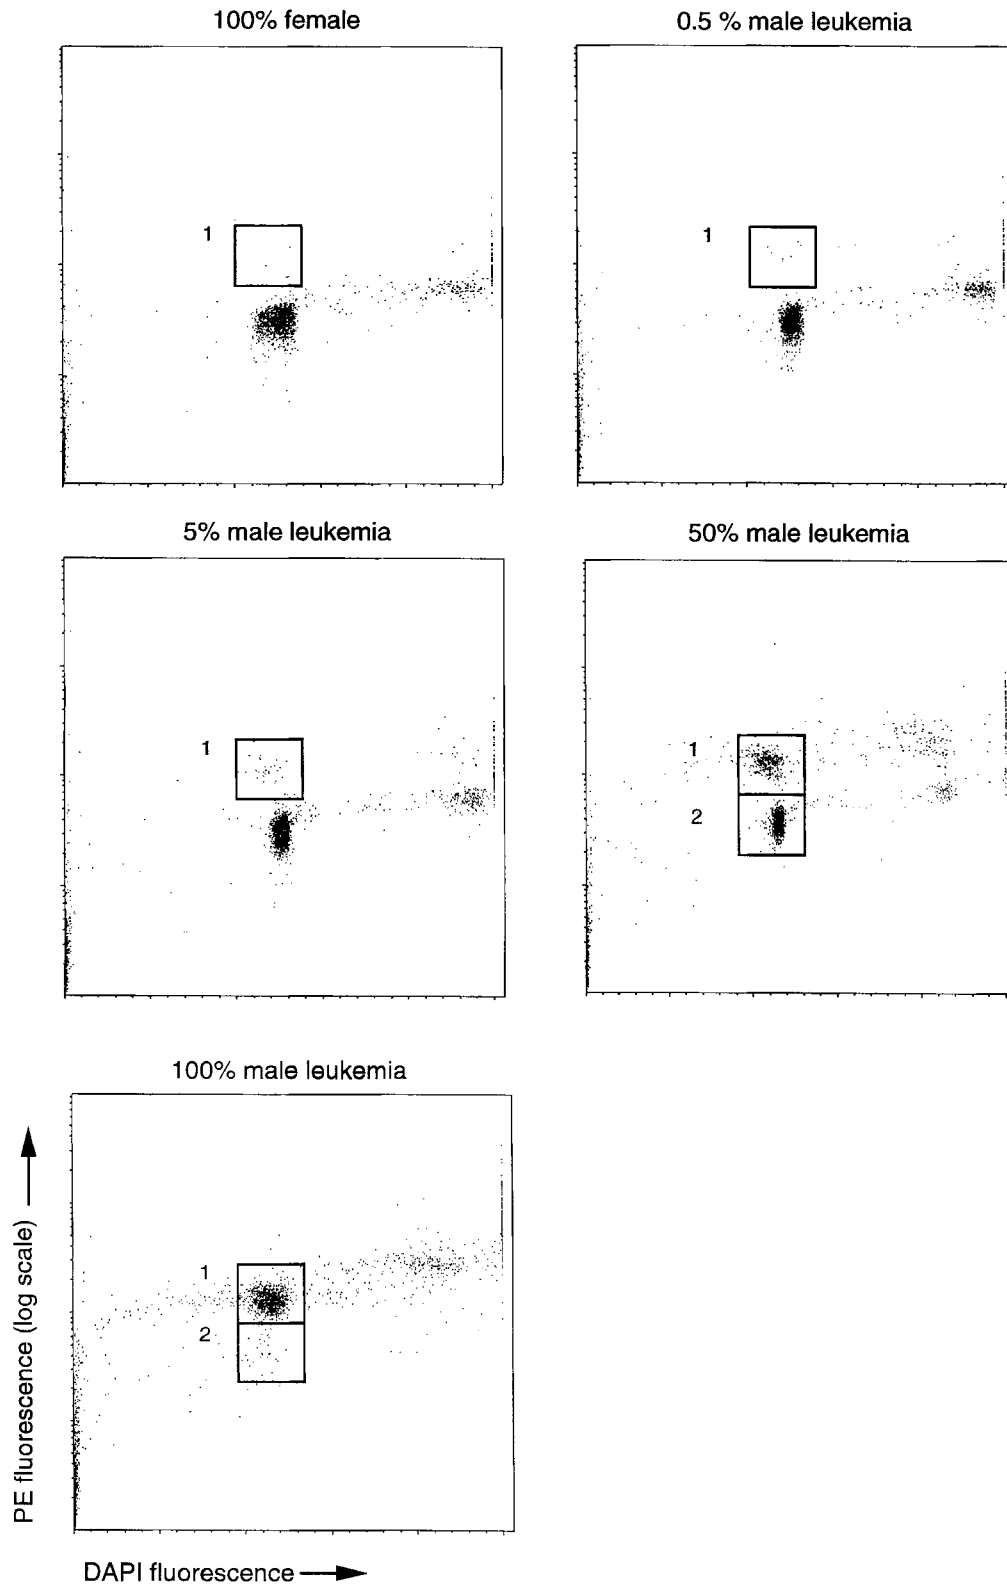 100% female
0.5 % male leukemia
1
1
5% male leukemia
50% male leukemia
1
1
2
100% male leukemia
1
2
PE fluorescence (log scale)
DAPI fluorescence